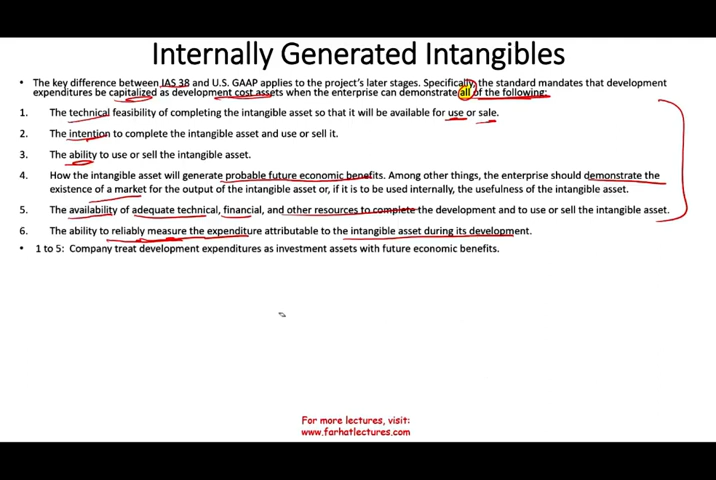 Internally Generated Intangibles
• The key difference between IAS 38 and U.S. GAAP applies to the project's later stages. Specifically, the standard mandates that development
expenditures be capitalized as development cost assets when the enterprise can demonstrate all of the following:
1. The technical feasibility of completing the intangible asset so that it will be available for use or sale.
2. The intention to complete the intangible asset and use or sell it.
3. The ability to use or sell the intangible asset.
4. How the intangible asset will generate probable future economic benefits. Among other things, the enterprise should demonstrate the
existence of a market for the output of the intangible asset or, if it is to be used internally, the usefulness of the intangible asset.
5. The availability of adequate technical, financial, and other resources to complete the development and to use or sell the intangible asset.
6. The ability to reliably measure the expenditure attributable to the intangible asset during its development.
• 1 to 5: Company treat development expenditures as investment assets with future economic benefits.
For more lectures, visit:
www.farhatlectures.com